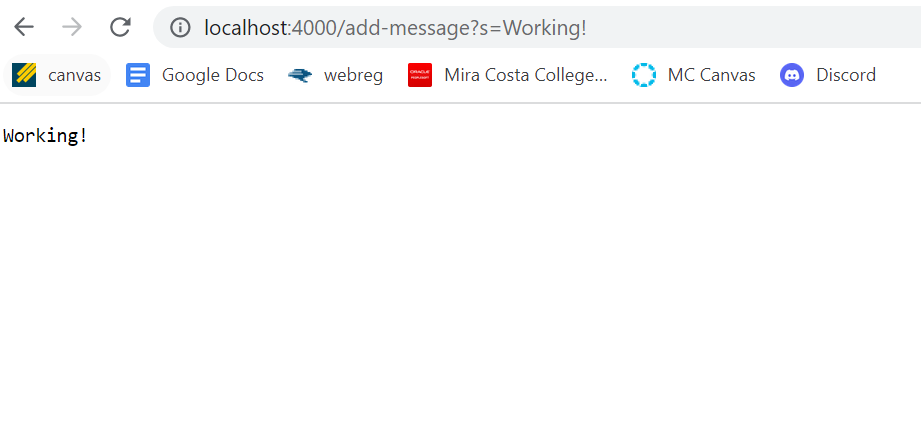 localhost:4000/add-message?s=Working!
canvas Google Docs webreg Mira Costa College... MC Canvas Discord
Working!